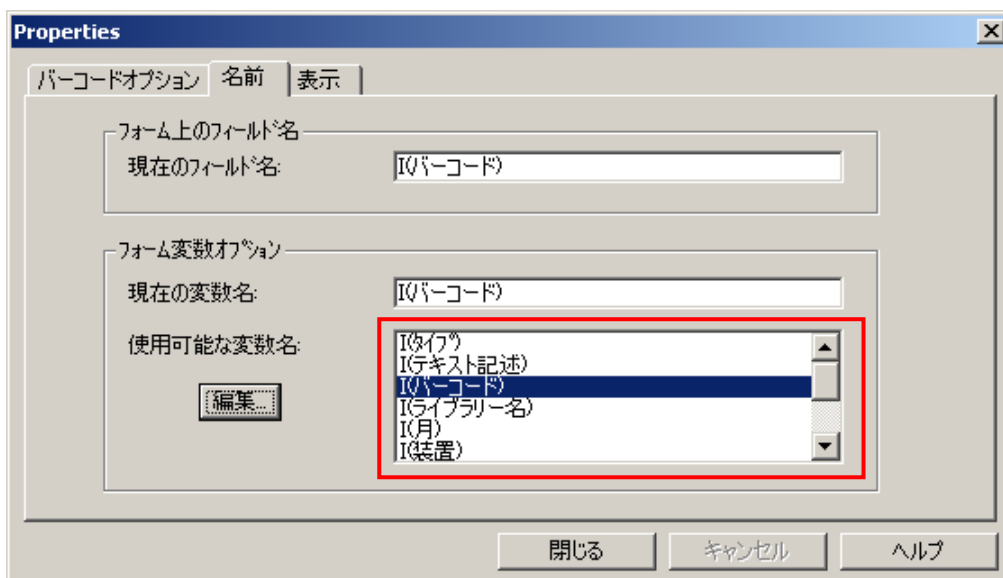 Properties
バーコードオプション 名前 表示
フォーム上のフィールド名
現在のフィールド名: I(バーコード)
フォーム変数オプション
現在の変数名: I(バーコード)
使用可能な変数名:
I(タイプ)
I(テキスト記述)
I(バーコード)
I(ライブラリー名)
I(月)
I(装置)
編集...
閉じる キャンセル ヘルプ